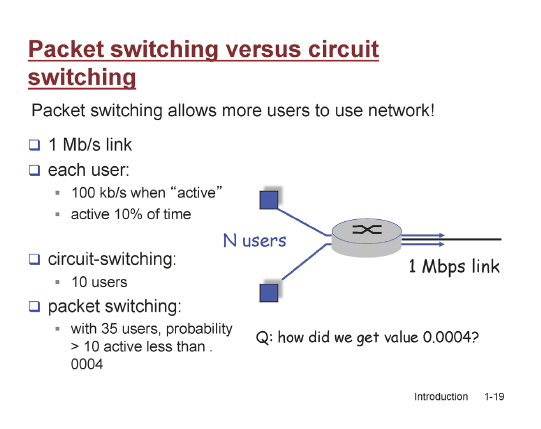 Packet switching versus circuit
switching
Packet switching allows more users to use network!
1 Mb/s link
each user:
100 kb/s when “active”
active 10% of time
N users
1 Mbps link
circuit-switching:
10 users
packet switching:
with 35 users, probability
> 10 active less than .
0004
Q: how did we get value 0.0004?
Introduction 1-19